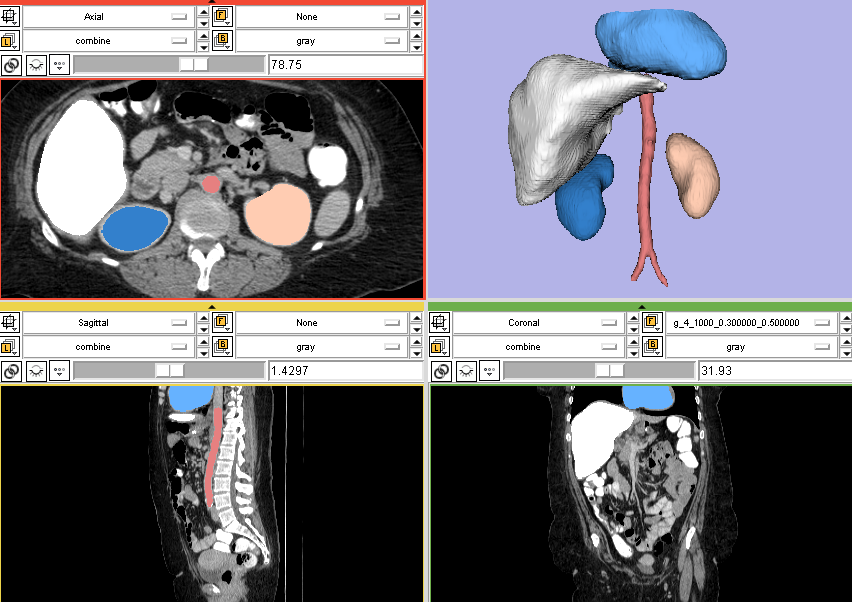 Axial
F
None
L
combine
B
gray
78.75
Sagittal
F
None
L
combine
B
gray
1.4297
Coronal
F
g_4_1000_0.300000_0.500000
L
combine
B
gray
31.93